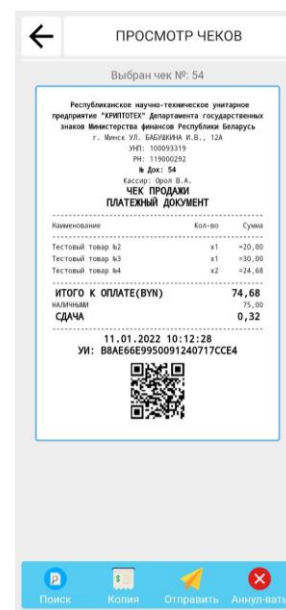 ПРОСМОТР ЧЕКОВ
Выбран чек №: 54
Республиканское научно-техническое унитарное
предприятие "КРИПТОТЕХ" Департамента государственных
знаков Министерства финансов Республики Беларусь
г. Минск УЛ. БАБУШКИНА И.В., 12А
УНП: 100093319
РН: 119000292
№ Док: 54
Кассир: Орол В.А.
ЧЕК ПРОДАЖИ
ПЛАТЕЖНЫЙ ДОКУМЕНТ
Наименование Кол-во Сумма
Тестовый товар №2 x1 =20,00
Тестовый товар №3 x1 =30,00
Тестовый товар №4 x2 =24,68
ИТОГО К ОПЛАТЕ(BYN) 74,68
НАЛИЧНЫМИ 75,00
СДАЧА 0,32
11.01.2022 10:12:28
УИ: B8AE66E9950091240717CCE4
Поиск Копия Отправить Аннул-вать